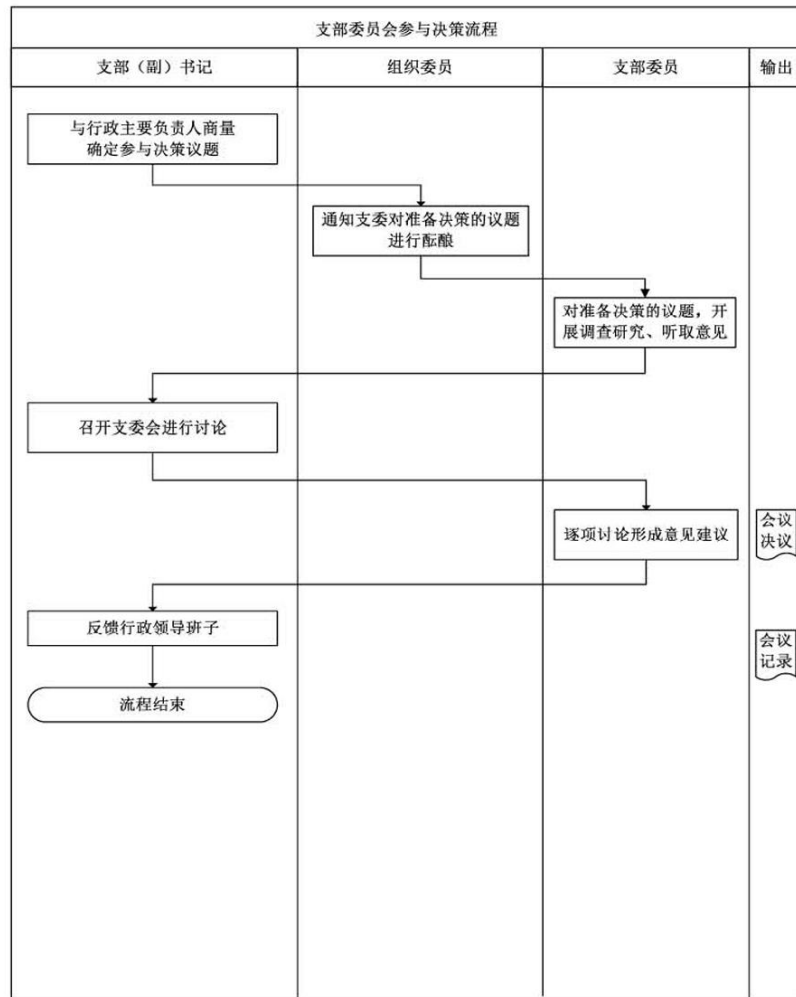 支部委员会参与决策流程
支部（副）书记
组织委员
支部委员
输出
与行政主要负责人商量
确定参与决策议题
通知支委对准备决策的议题
进行酝酿
对准备决策的议题，开
展调查研究、听取意见
召开支委会进行讨论
逐项讨论形成意见建议
会议
决议
反馈行政领导班子
会议
记录
流程结束